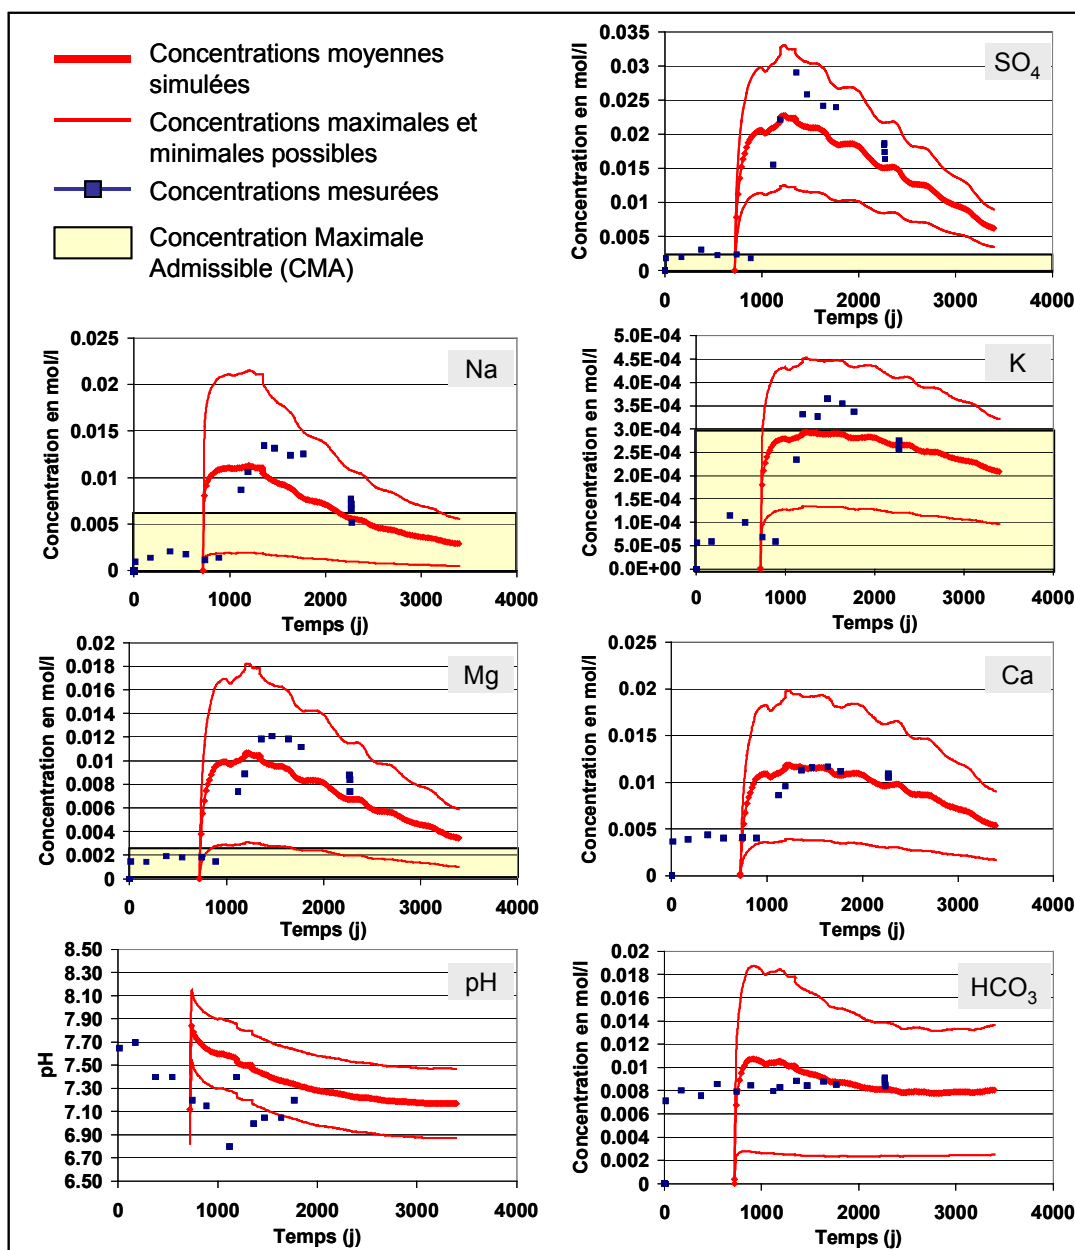 Concentrations moyennes
simulées
Concentrations maximales et
minimales possibles
Concentrations mesurées
Concentration Maximale
Admissible (CMA)
SO4
Concentration en mol/l
0.035
0.03
0.025
0.02
0.015
0.01
0.005
0
0 1000 2000 3000 4000
Temps (j)
Na
Concentration en mol/l
0.025
0.02
0.015
0.01
0.005
0
0 1000 2000 3000 4000
Temps (j)
K
Concentration en mol/l
5.0E-04
4.5E-04
4.0E-04
3.5E-04
3.0E-04
2.5E-04
2.0E-04
1.5E-04
1.0E-04
5.0E-05
0.0E+00
0 1000 2000 3000 4000
Temps (j)
Mg
Concentration en mol/l
0.02
0.018
0.016
0.014
0.012
0.01
0.008
0.006
0.004
0.002
0
0 1000 2000 3000 4000
Temps (j)
Ca
Concentration en mol/l
0.025
0.02
0.015
0.01
0.005
0
0 1000 2000 3000 4000
Temps (j)
pH
pH
8.50
8.30
8.10
7.90
7.70
7.50
7.30
7.10
6.90
6.70
6.50
0 1000 2000 3000 4000
Temps (j)
HCO3
Concentration en mol/l
0.02
0.018
0.016
0.014
0.012
0.01
0.008
0.006
0.004
0.002
0
0 1000 2000 3000 4000
Temps (j)